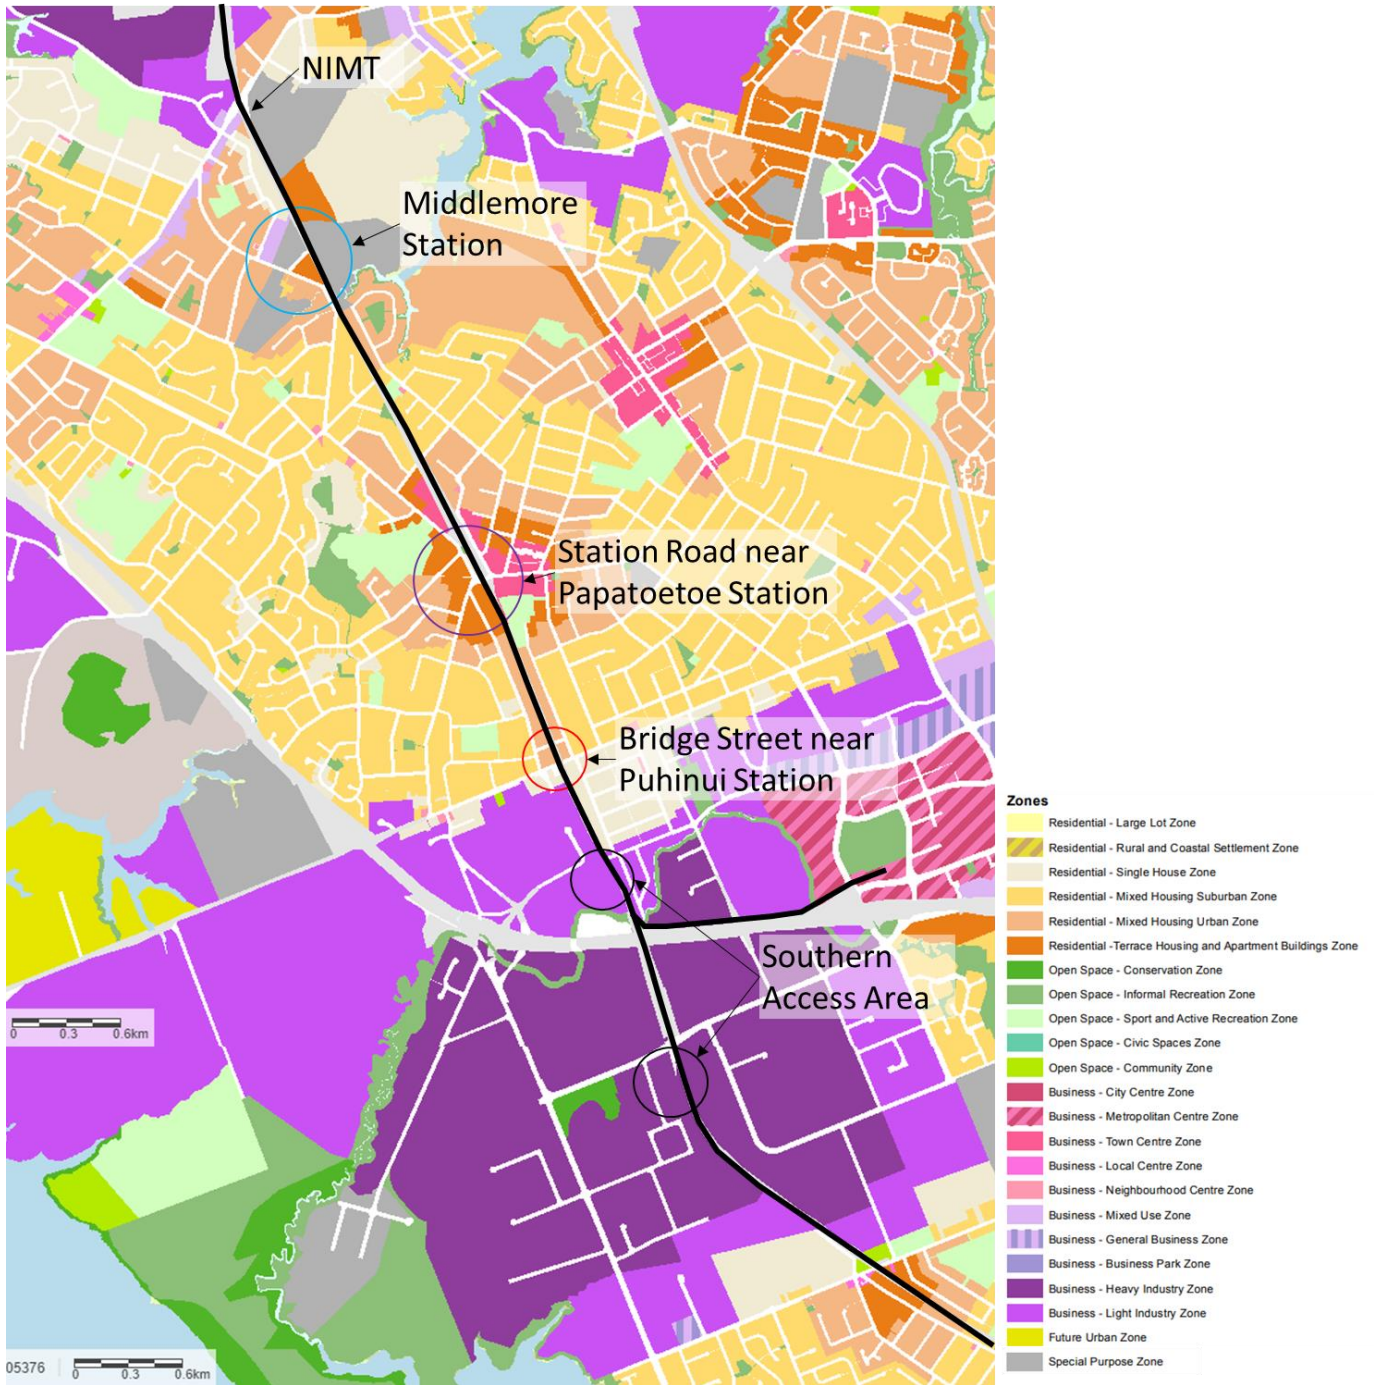 NIMT
Middlemore
Station
Station Road near
Papatoetoe Station
Bridge Street near
Puhinui Station
Southern
Access Area
0 0.3 0.6km
05376
0 0.3 0.6km
Zones
Residential - Large Lot Zone
Residential - Rural and Coastal Settlement Zone
Residential - Single House Zone
Residential - Mixed Housing Suburban Zone
Residential - Mixed Housing Urban Zone
Residential -Terrace Housing and Apartment Buildings Zone
Open Space - Conservation Zone
Open Space - Informal Recreation Zone
Open Space - Sport and Active Recreation Zone
Open Space - Civic Spaces Zone
Open Space - Community Zone
Business - City Centre Zone
Business - Metropolitan Centre Zone
Business - Town Centre Zone
Business - Local Centre Zone
Business - Neighbourhood Centre Zone
Business - Mixed Use Zone
Business - General Business Zone
Business - Business Park Zone
Business - Heavy Industry Zone
Business - Light Industry Zone
Future Urban Zone
Special Purpose Zone